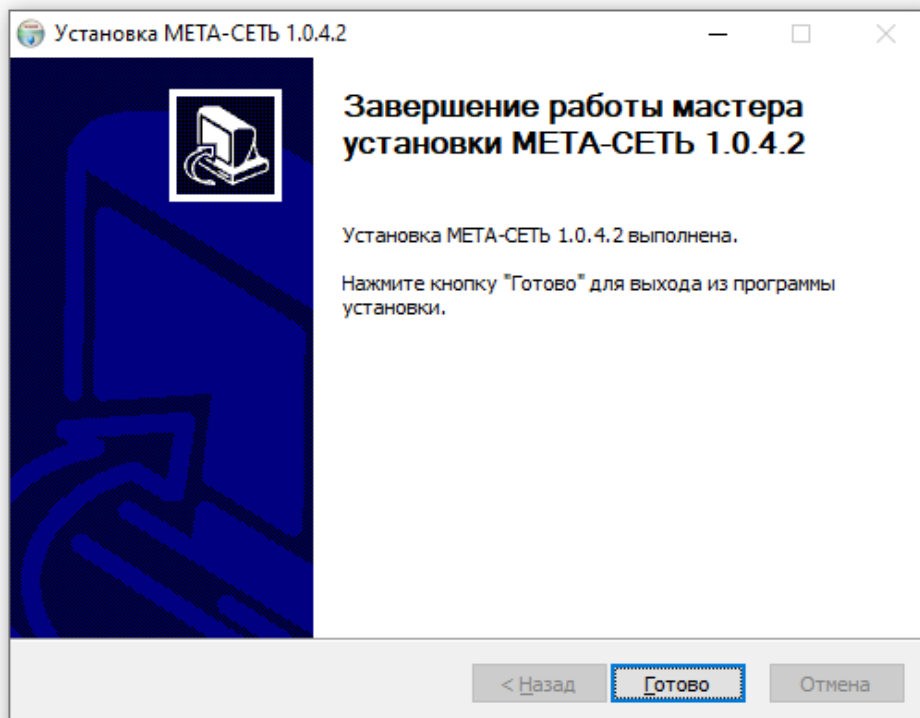 Установка МЕТА-СЕТЬ 1.0.4.2
Завершение работы мастера
установки МЕТА-СЕТЬ 1.0.4.2
Установка МЕТА-СЕТЬ 1.0.4.2 выполнена.
Нажмите кнопку "Готово" для выхода из программы
установки.
< Назад
Готово
Отмена